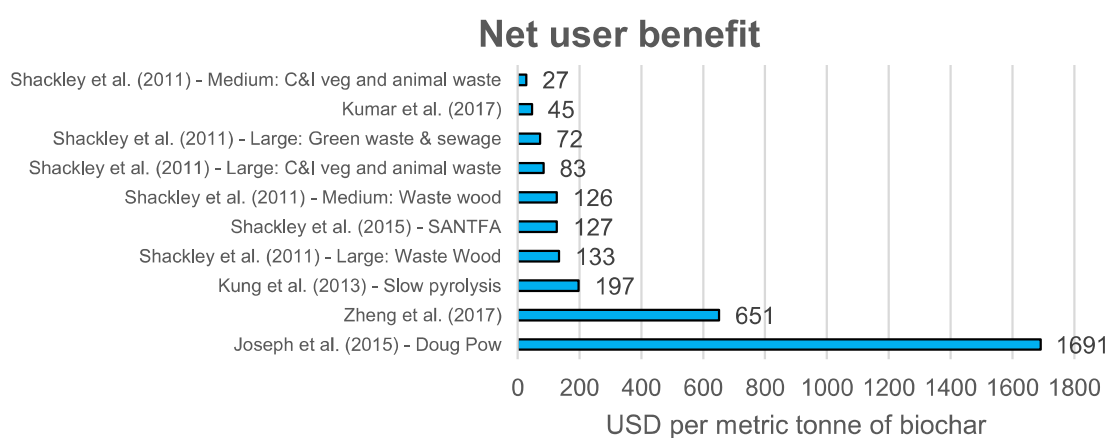 Net user benefit
Shackley et al. (2011) - Medium: C&I veg and animal waste 27
Kumar et al. (2017) 45
Shackley et al. (2011) - Large: Green waste & sewage 72
Shackley et al. (2011) - Large: C&I veg and animal waste 83
Shackley et al. (2011) - Medium: Waste wood 126
Shackley et al. (2015) - SANTFA 127
Shackley et al. (2011) - Large: Waste Wood 133
Kung et al. (2013) - Slow pyrolysis 197
Zheng et al. (2017) 651
Joseph et al. (2015) - Doug Pow 1691
0 200 400 600 800 1000 1200 1400 1600 1800
USD per metric tonne of biochar